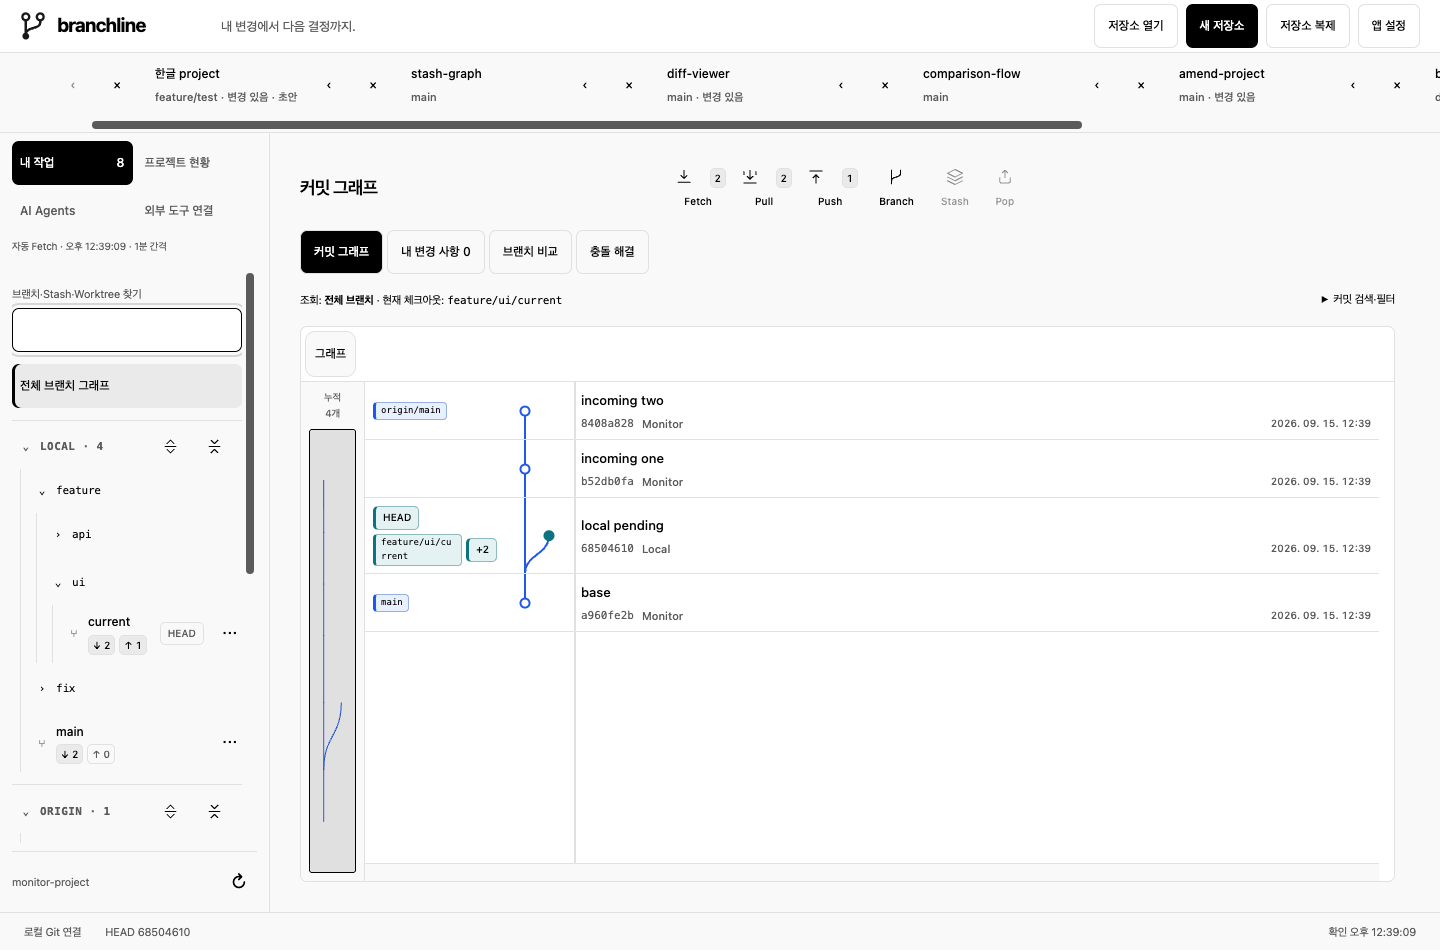 branchline
내 변경에서 다음 결정까지.
저장소 열기
새 저장소
저장소 복제
앱 설정
한글 project
feature/test · 변경 있음 · 초안
stash-graph
main
diff-viewer
main · 변경 있음
comparison-flow
main
amend-project
main · 변경 있음
내 작업 8
프로젝트 현황
AI Agents
외부 도구 연결
자동 Fetch · 오후 12:39:09 · 1분 간격
브랜치·Stash·Worktree 찾기
전체 브랜치 그래프
LOCAL · 4
feature
api
ui
current
↓ 2 ↑ 1
HEAD
fix
main
↓ 2 ↑ 0
ORIGIN · 1
monitor-project
커밋 그래프
2 2 1
Fetch Pull Push Branch Stash Pop
커밋 그래프
내 변경 사항 0
브랜치 비교
충돌 해결
조회: 전체 브랜치 · 현재 체크아웃: feature/ui/current
▶ 커밋 검색·필터
그래프
누적
4개
origin/main
incoming two
8408a828 Monitor
2026. 09. 15. 12:39
incoming one
b52db0fa Monitor
2026. 09. 15. 12:39
HEAD
feature/ui/cu
rrent
+2
local pending
68504610 Local
2026. 09. 15. 12:39
main
base
a960fe2b Monitor
2026. 09. 15. 12:39
로컬 Git 연결
HEAD 68504610
확인 오후 12:39:09